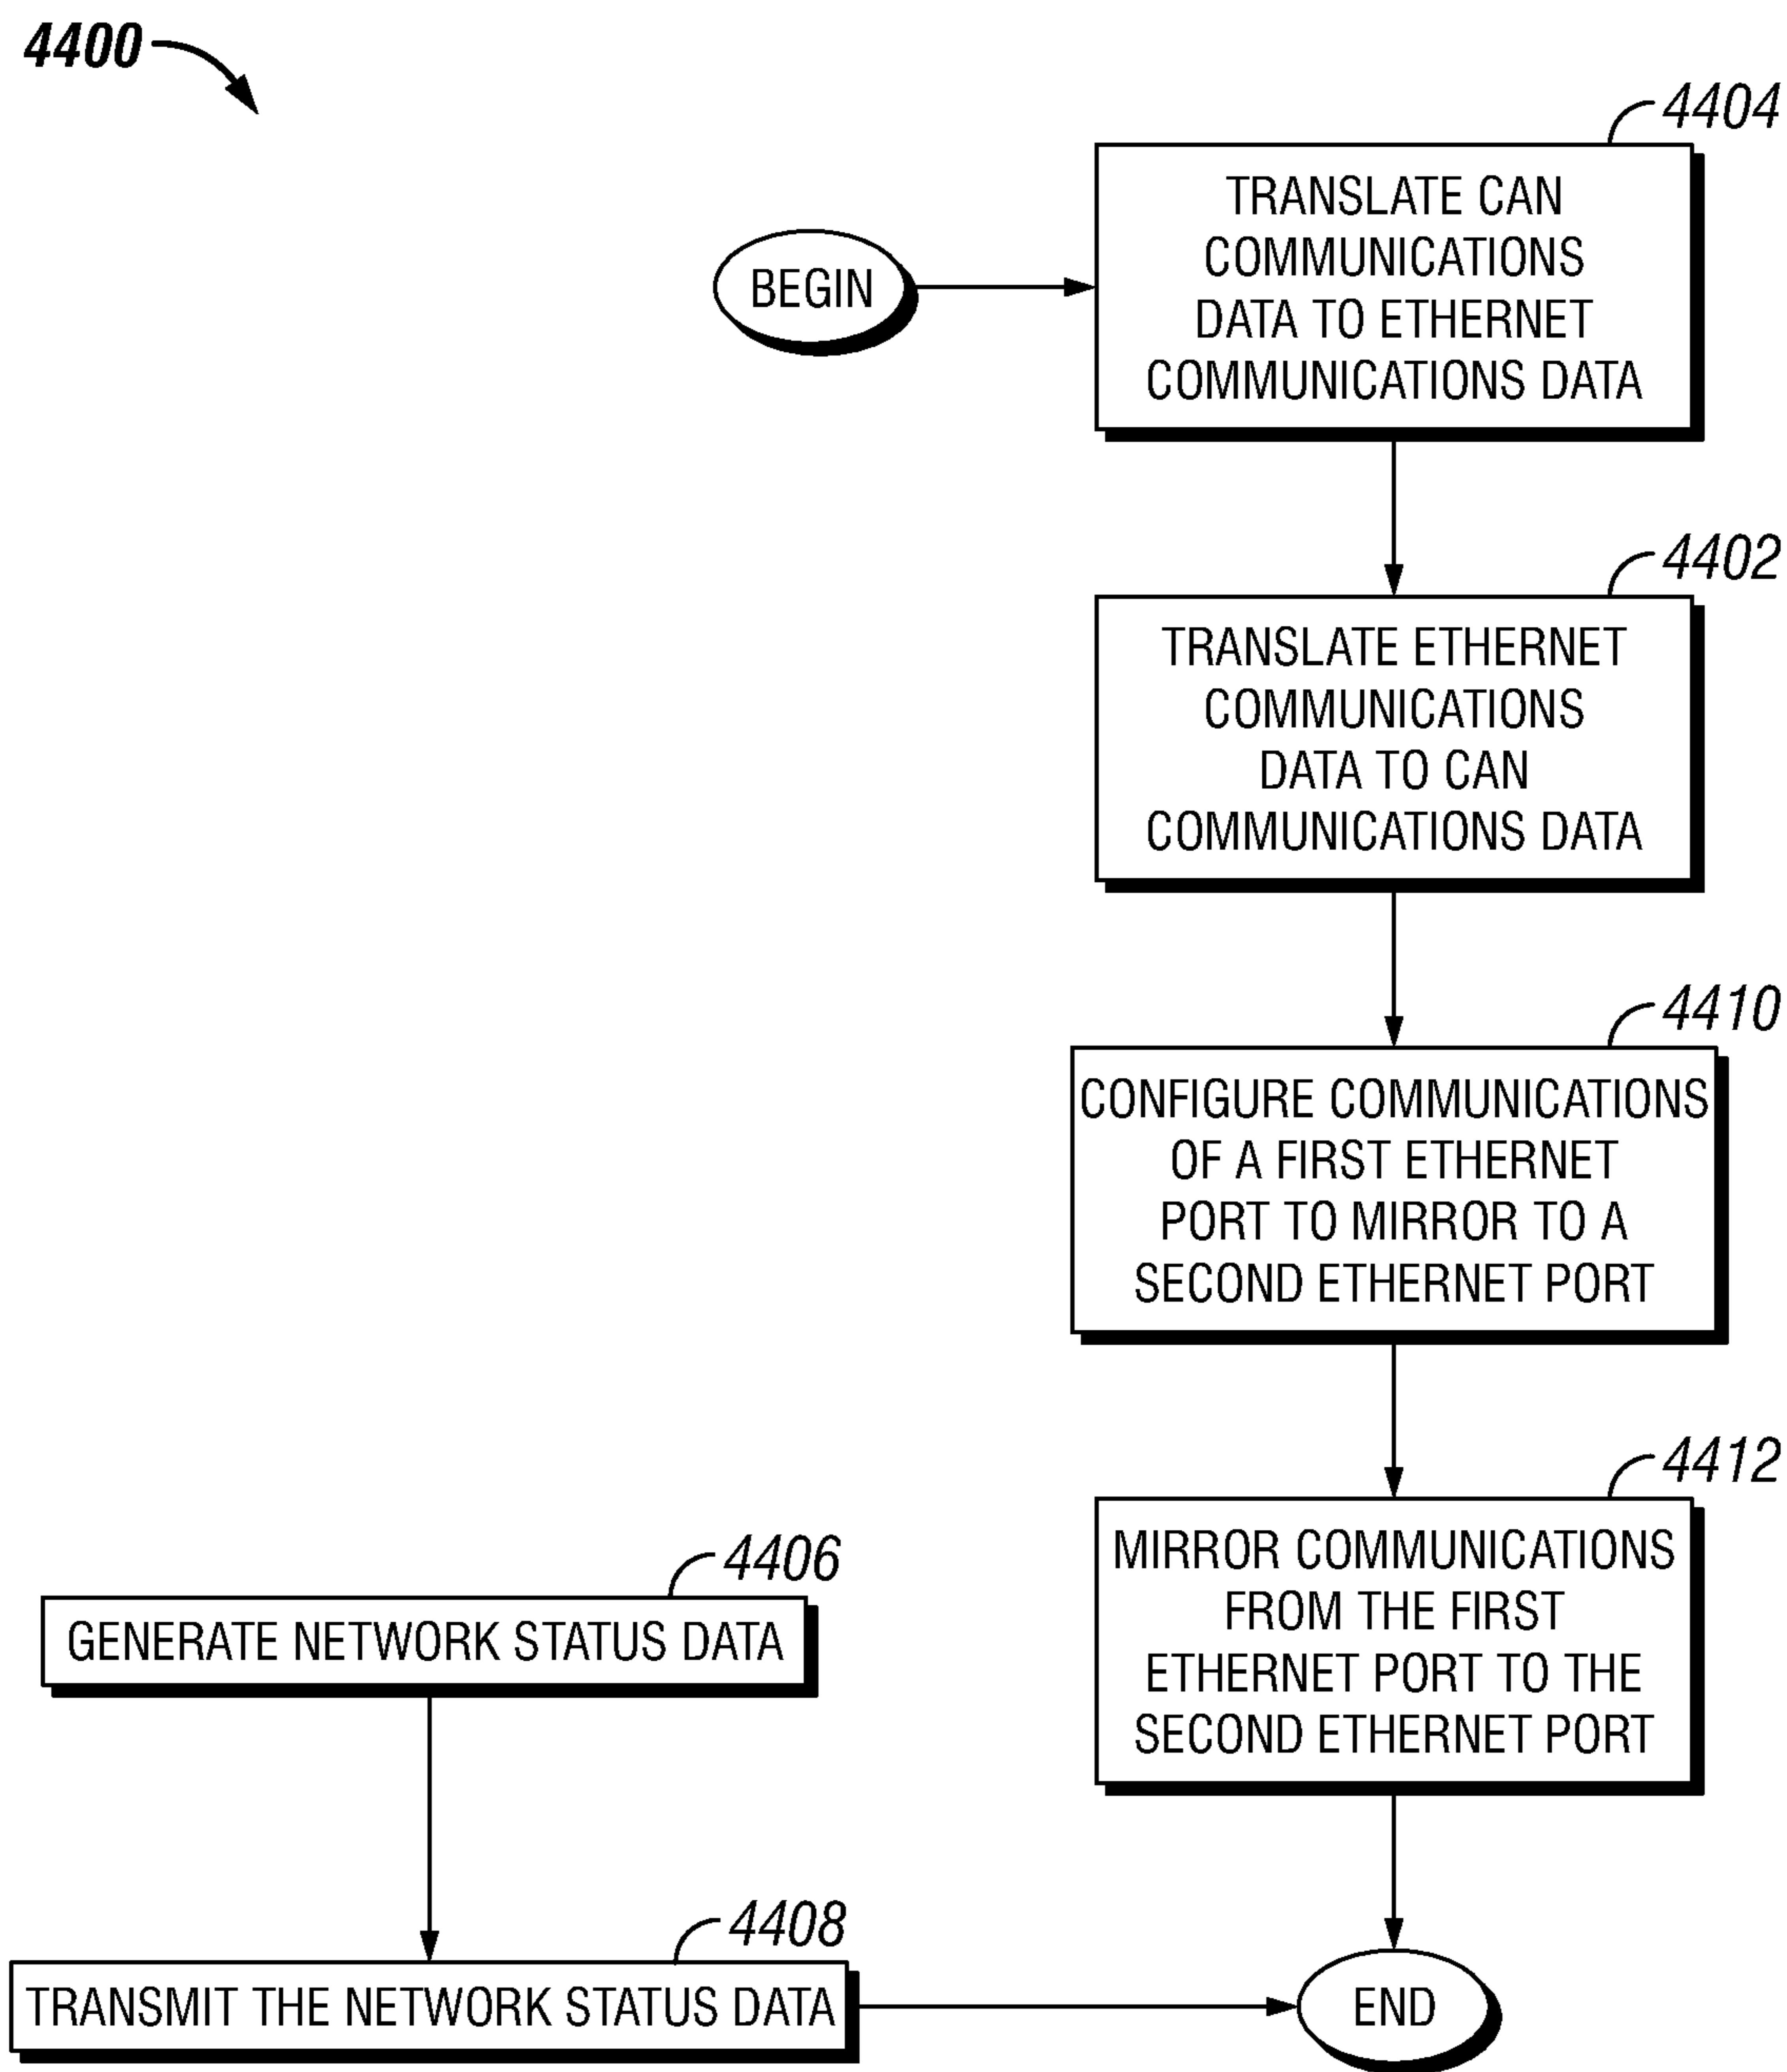 4400
4404
TRANSLATE CAN
COMMUNICATIONS
DATA TO ETHERNET
COMMUNICATIONS DATA
BEGIN
4402
TRANSLATE ETHERNET
COMMUNICATIONS
DATA TO CAN
COMMUNICATIONS DATA
4410
CONFIGURE COMMUNICATIONS
OF A FIRST ETHERNET
PORT TO MIRROR TO A
SECOND ETHERNET PORT
4412
MIRROR COMMUNICATIONS
FROM THE FIRST
ETHERNET PORT TO THE
SECOND ETHERNET PORT
4406
GENERATE NETWORK STATUS DATA
4408
TRANSMIT THE NETWORK STATUS DATA
END